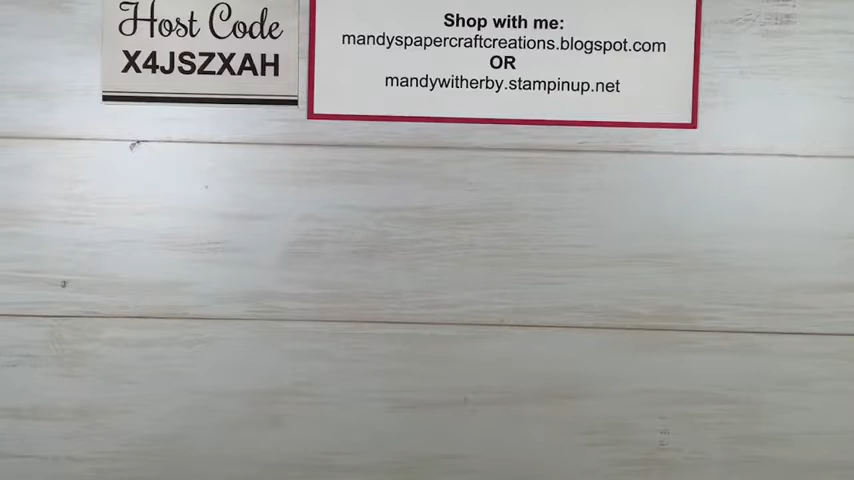 Host Code
X4JSZXAH
Shop with me:
mandyspapercraftcreations.blogspot.com
OR
mandywitherby.stampinup.net